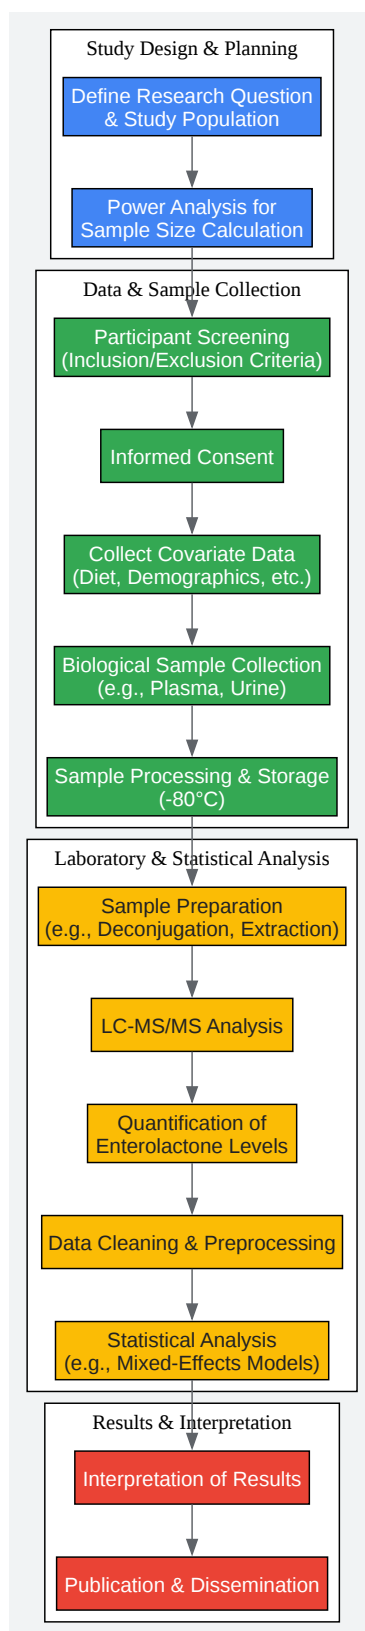 Study Design & Planning
Define Research Question
& Study Population
Power Analysis for
Sample Size Calculation
Data & Sample Collection
Participant Screening
(Inclusion/Exclusion Criteria)
Informed Consent
Collect Covariate Data
(Diet, Demographics, etc.)
Biological Sample Collection
(e.g., Plasma, Urine)
Sample Processing & Storage
(-80°C)
Laboratory & Statistical Analysis
Sample Preparation
(e.g., Deconjugation, Extraction)
LC-MS/MS Analysis
Quantification of
Enterolactone Levels
Data Cleaning & Preprocessing
Statistical Analysis
(e.g., Mixed-Effects Models)
Results & Interpretation
Interpretation of Results
Publication & Dissemination